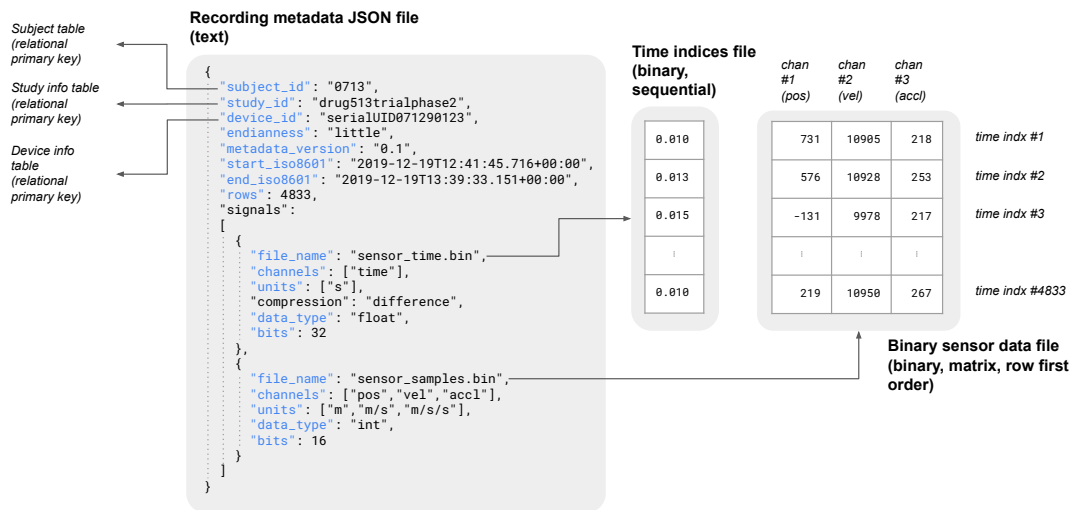 Subject table
(relational
primary key)
Study info table
(relational
primary key)
Device info
table
(relational
primary key)
Recording metadata JSON file
(text)
{
"subject_id": "0713",
"study_id": "drug513trialphase2",
"device_id": "serialUID071290123",
"endianness": "little",
"metadata_version": "0.1",
"start_iso8601": "2019-12-19T12:41:45.716+00:00",
"end_iso8601": "2019-12-19T13:39:33.151+00:00",
"rows": 4833,
"signals":
[
{
"file_name": "sensor_time.bin",
"channels": ["time"],
"units": ["s"],
"compression": "difference",
"data_type": "float",
"bits": 32
},
{
"file_name": "sensor_samples.bin",
"channels": ["pos","vel","accl"],
"units": ["m","m/s","m/s/s"],
"data_type": "int",
"bits": 16
}
]
}
Time indices file
(binary,
sequential)
0.010
0.013
0.015
0.010
chan
#1
(pos)
chan
#2
(vel)
chan
#3
(accl)
731 10905 218 time indx #1
576 10928 253 time indx #2
-131 9978 217 time indx #3
219 10950 267 time indx #4833
Binary sensor data file
(binary, matrix, row first
order)